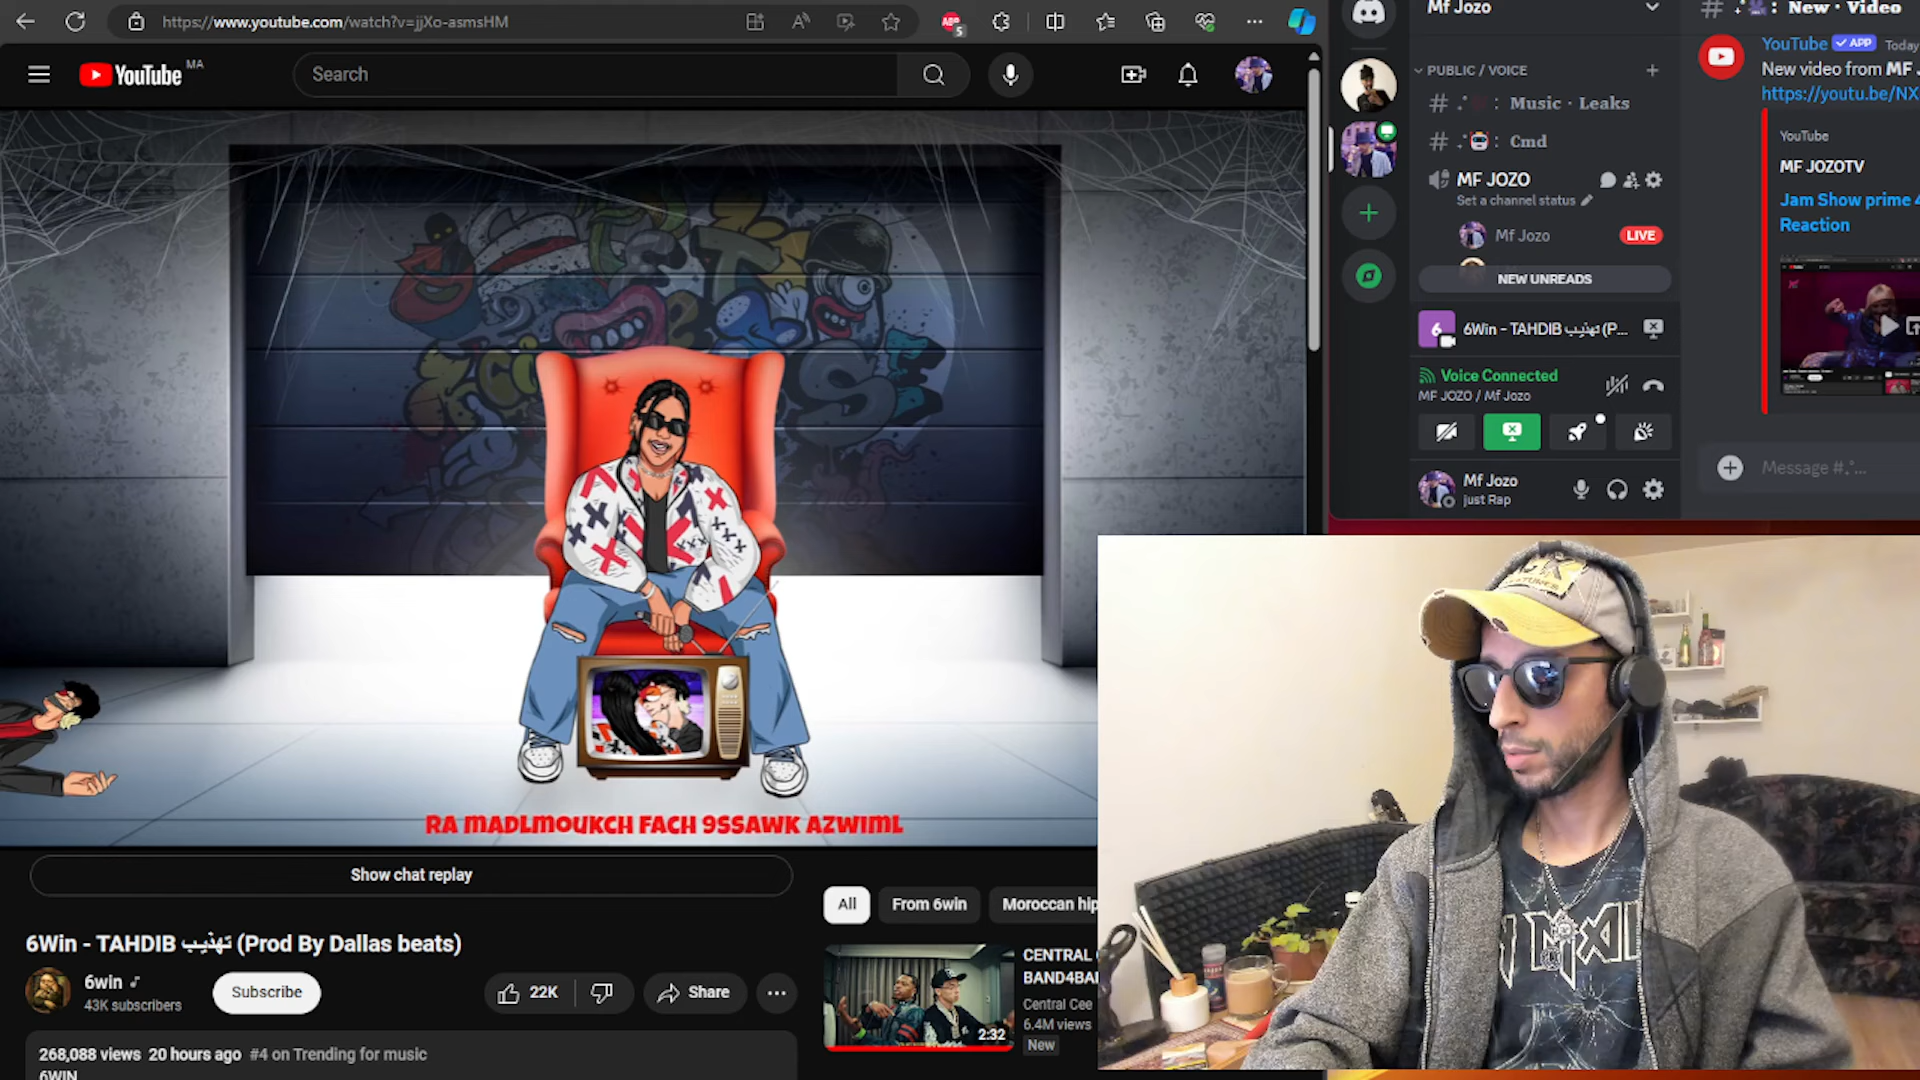 https://www.youtube.com/watch?v=jjXo-asmsHM
ABP
5
YouTube MA
Search
RA MADLMOUKCH FACH 9SSAWK AZWIML
Show chat replay
6Win - TAHDIB تهذيب (Prod By Dallas beats)
6win
43K subscribers
Subscribe
22K
Share
268,088 views 20 hours ago #4 on Trending for music
6WIN
All
From 6win
Moroccan hip
CENTRAL
BAND4BA
Central Cee
6.4M views
New
2:32
Mf Jozo
PUBLIC / VOICE
Music · Leaks
Cmd
MF JOZO
Set a channel status
Mf Jozo
LIVE
NEW UNREADS
6
6Win - TAHDIB تهذيب (P...
Voice Connected
MF JOZO / Mf Jozo
Mf Jozo
just Rap
New · Video
YouTube APP Today
New video from MF
https://youtu.be/NX
YouTube
MF JOZOTV
Jam Show prime 4
Reaction
Message #